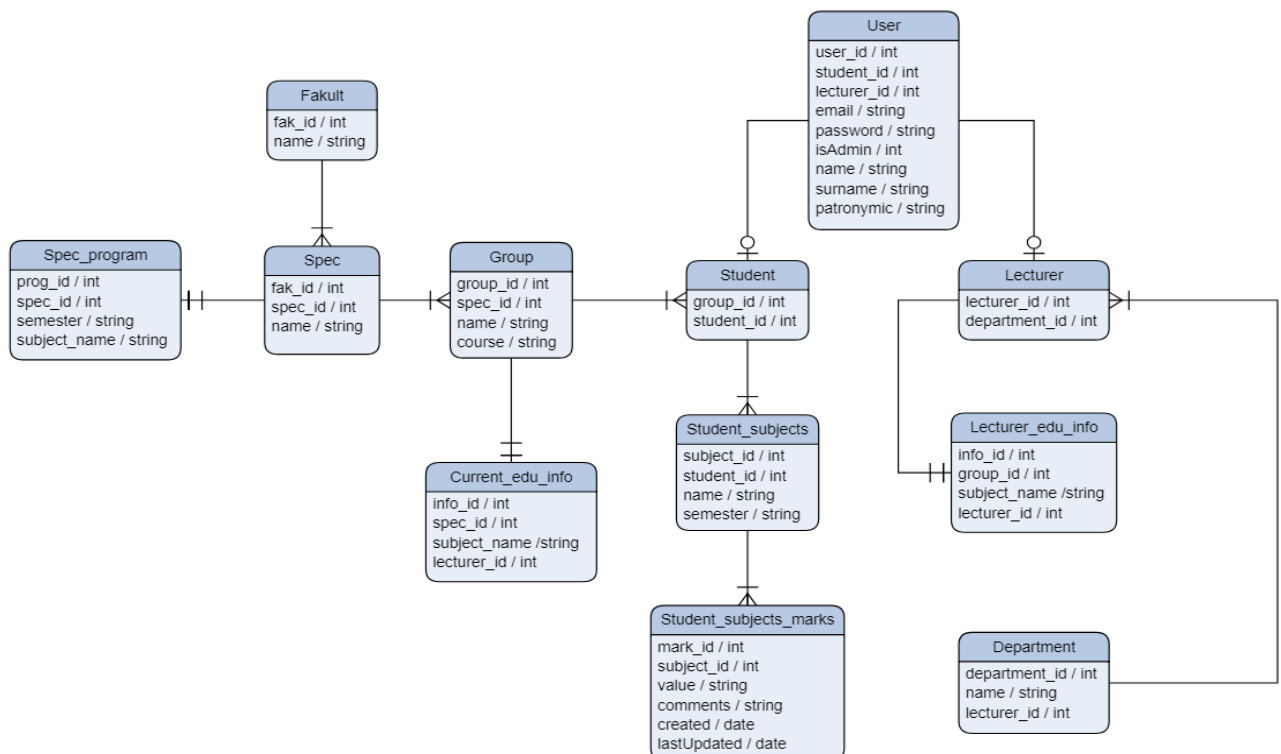 User
user_id / int
student_id / int
lecturer_id / int
email / string
password / string
isAdmin / int
name / string
surname / string
patronymic / string
Fakult
fak_id / int
name / string
Spec_program
prog_id / int
spec_id / int
semester / string
subject_name / string
Spec
fak_id / int
spec_id / int
name / string
Group
group_id / int
spec_id / int
name / string
course / string
Student
group_id / int
student_id / int
Lecturer
lecturer_id / int
department_id / int
Current_edu_info
info_id / int
spec_id / int
subject_name /string
lecturer_id / int
Student_subjects
subject_id / int
student_id / int
name / string
semester / string
Lecturer_edu_info
info_id / int
group_id / int
subject_name /string
lecturer_id / int
Student_subjects_marks
mark_id / int
subject_id / int
value / string
comments / string
created / date
lastUpdated / date
Department
department_id / int
name / string
lecturer_id / int